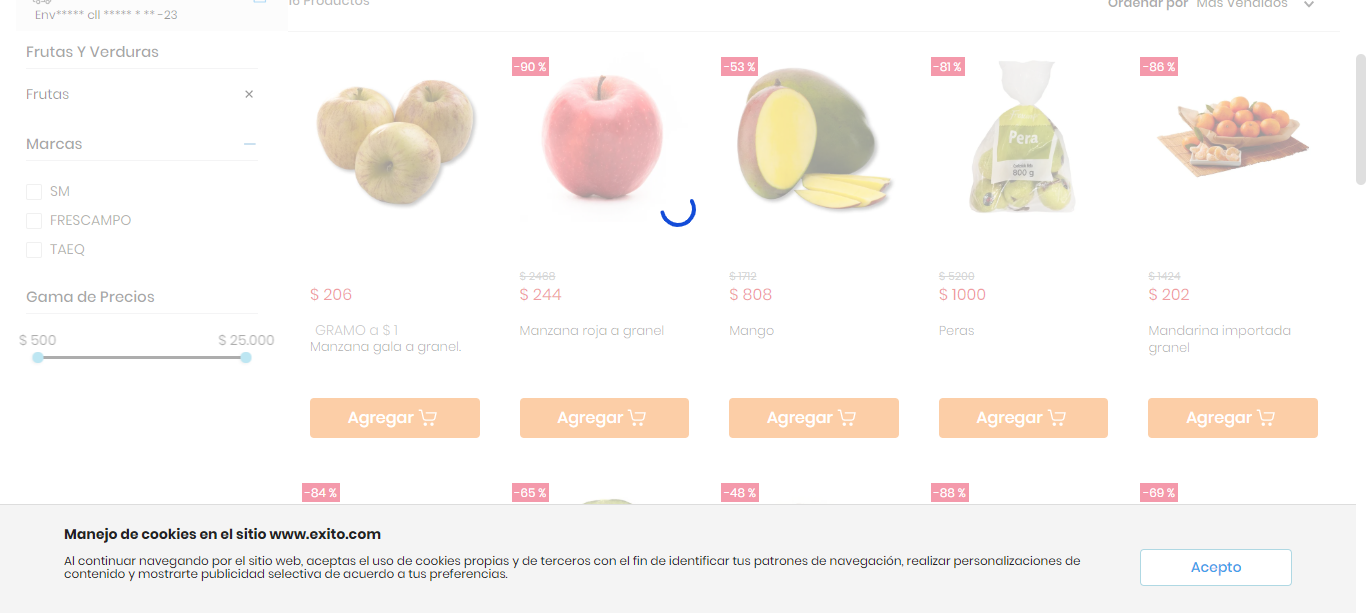 Env***** cll ***** * ** -23
16 Productos
Ordenar por Más Vendidos
Frutas Y Verduras
Frutas ×
Marcas
SM
FRESCAMPO
TAEQ
Gama de Precios
$ 500 $ 25.000
-90 % -53 % -81 % -86 %
Pera
800 g
$ 2488 $ 1712 $ 5200 $ 1424
$ 206 $ 244 $ 808 $ 1000 $ 202
GRAMO a $ 1
Manzana gala a granel.
Manzana roja a granel
Mango
Peras
Mandarina importada
granel
Agregar Agregar Agregar Agregar Agregar
-84 % -65 % -48 % -88 % -69 %
Manejo de cookies en el sitio www.exito.com
Al continuar navegando por el sitio web, aceptas el uso de cookies propias y de terceros con el fin de identificar tus patrones de navegación, realizar personalizaciones de
contenido y mostrarte publicidad selectiva de acuerdo a tus preferencias.
Acepto